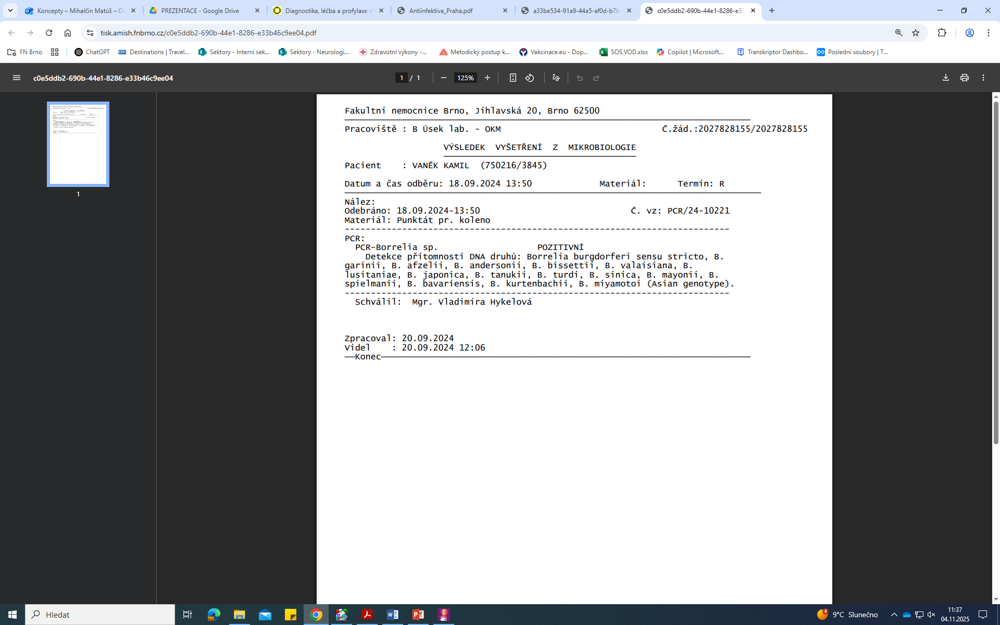 Koncepty – Mihalčin Matúš – O
PREZENTACE - Google Drive
Diagnostika, léčba a profylaxe
Antiinfektiva_Praha.pdf
a33be534-91a9-44a5-af0d-b7b
c0e5ddb2-690b-44e1-8286-e33
tisk.amish.fnbrno.cz/c0e5ddb2-690b-44e1-8286-e33b46c9ee04.pdf
FN Brno
ChatGPT
CDC Destinations | Travel...
Sektory - Interní sek...
Sektory - Neurologi...
Zdravotní výkony -...
Metodický postup k...
Vakcinace.eu - Dop...
SOS,VOD.xlsx
Copilot | Microsoft...
Transkriptor Dashbo...
Poslední soubory | T...
c0e5ddb2-690b-44e1-8286-e33b46c9ee04
1 / 1
125%
1
Fakultní nemocnice Brno, Jihlavská 20, Brno 62500
Pracoviště : B Úsek lab. - OKM Č.žád.:2027828155/2027828155
VÝSLEDEK VYŠETŘENÍ Z MIKROBIOLOGIE
Pacient : VANĚK KAMIL (750216/3845)
Datum a čas odběru: 18.09.2024 13:50 Materiál: Termín: R
Nález:
Odebráno: 18.09.2024-13:50 Č. vz: PCR/24-10221
Materiál: Punktát pr. koleno
PCR:
PCR-Borrelia sp. POZITIVNÍ
Detekce přítomnosti DNA druhů: Borrelia burgdorferi sensu stricto, B.
garinii, B. afzelii, B. andersonii, B. bissettii, B. valaisiana, B.
lusitaniae, B. japonica, B. tanukii, B. turdi, B. sinica, B. mayonii, B.
spielmanii, B. bavariensis, B. kurtenbachii, B. miyamotoi (Asian genotype).
Schválil: Mgr. Vladimíra Hykelová
Zpracoval: 20.09.2024
Videl : 20.09.2024 12:06
Konec
Hledat
4
9°C Slunečno
11:37
04.11.2025